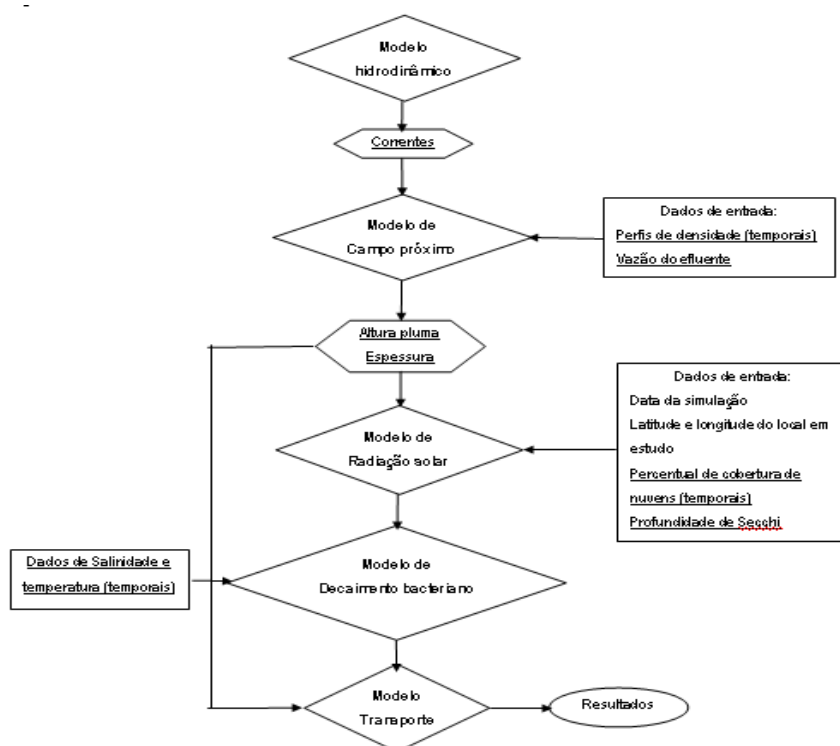 Modelo
hidrodinâmico
Correntes
Modelo de
Campo próximo
Dados de entrada:
Perfis de densidade (temporais)
Vazão do efluente
Altura pluma
Espessura
Dados de entrada:
Data da simulação
Latitude e longitude do local em
estudo
Percentual de cobertura de
nuvens (temporais)
Profundidade de Secchi
Modelo de
Radiação solar
Dados de Salinidade e
temperatura (temporais)
Modelo de
Decaimento bacteriano
Modelo
Transporte
Resultados